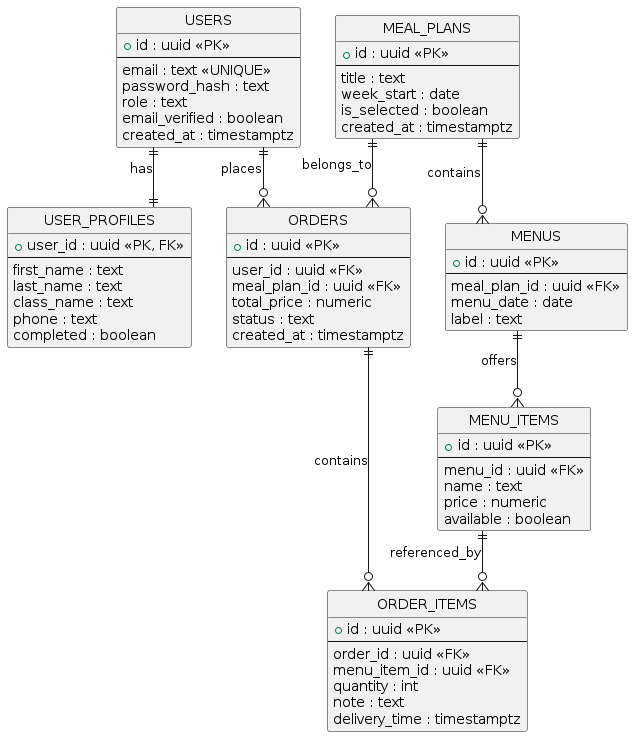 USERS
id : uuid «PK»
email : text «UNIQUE»
password_hash : text
role : text
email_verified : boolean
created_at : timestamptz
MEAL_PLANS
id : uuid «PK»
title : text
week_start : date
is_selected : boolean
created_at : timestamptz
has
places
belongs_to
contains
USER_PROFILES
user_id : uuid «PK, FK»
first_name : text
last_name : text
class_name : text
phone : text
completed : boolean
ORDERS
id : uuid «PK»
user_id : uuid «FK»
meal_plan_id : uuid «FK»
total_price : numeric
status : text
created_at : timestamptz
MENUS
id : uuid «PK»
meal_plan_id : uuid «FK»
menu_date : date
label : text
offers
contains
MENU_ITEMS
id : uuid «PK»
menu_id : uuid «FK»
name : text
price : numeric
available : boolean
referenced_by
ORDER_ITEMS
id : uuid «PK»
order_id : uuid «FK»
menu_item_id : uuid «FK»
quantity : int
note : text
delivery_time : timestamptz